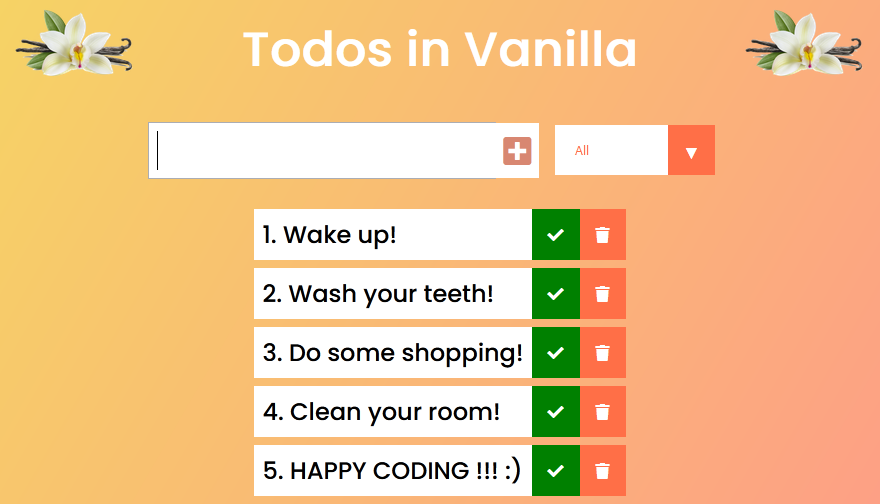 Todos in Vanilla
All
1. Wake up!
2. Wash your teeth!
3. Do some shopping!
4. Clean your room!
5. HAPPY CODING !!! :)